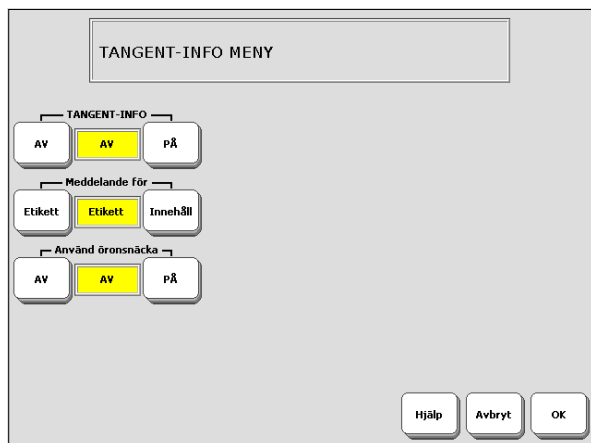 TANGENT-INFO MENY
TANGENT-INFO
AV AV PÅ
Meddelande för
Etikett Etikett Innehåll
Använd öronsnäcka
AV AV PÅ
Hjälp Avbryt OK